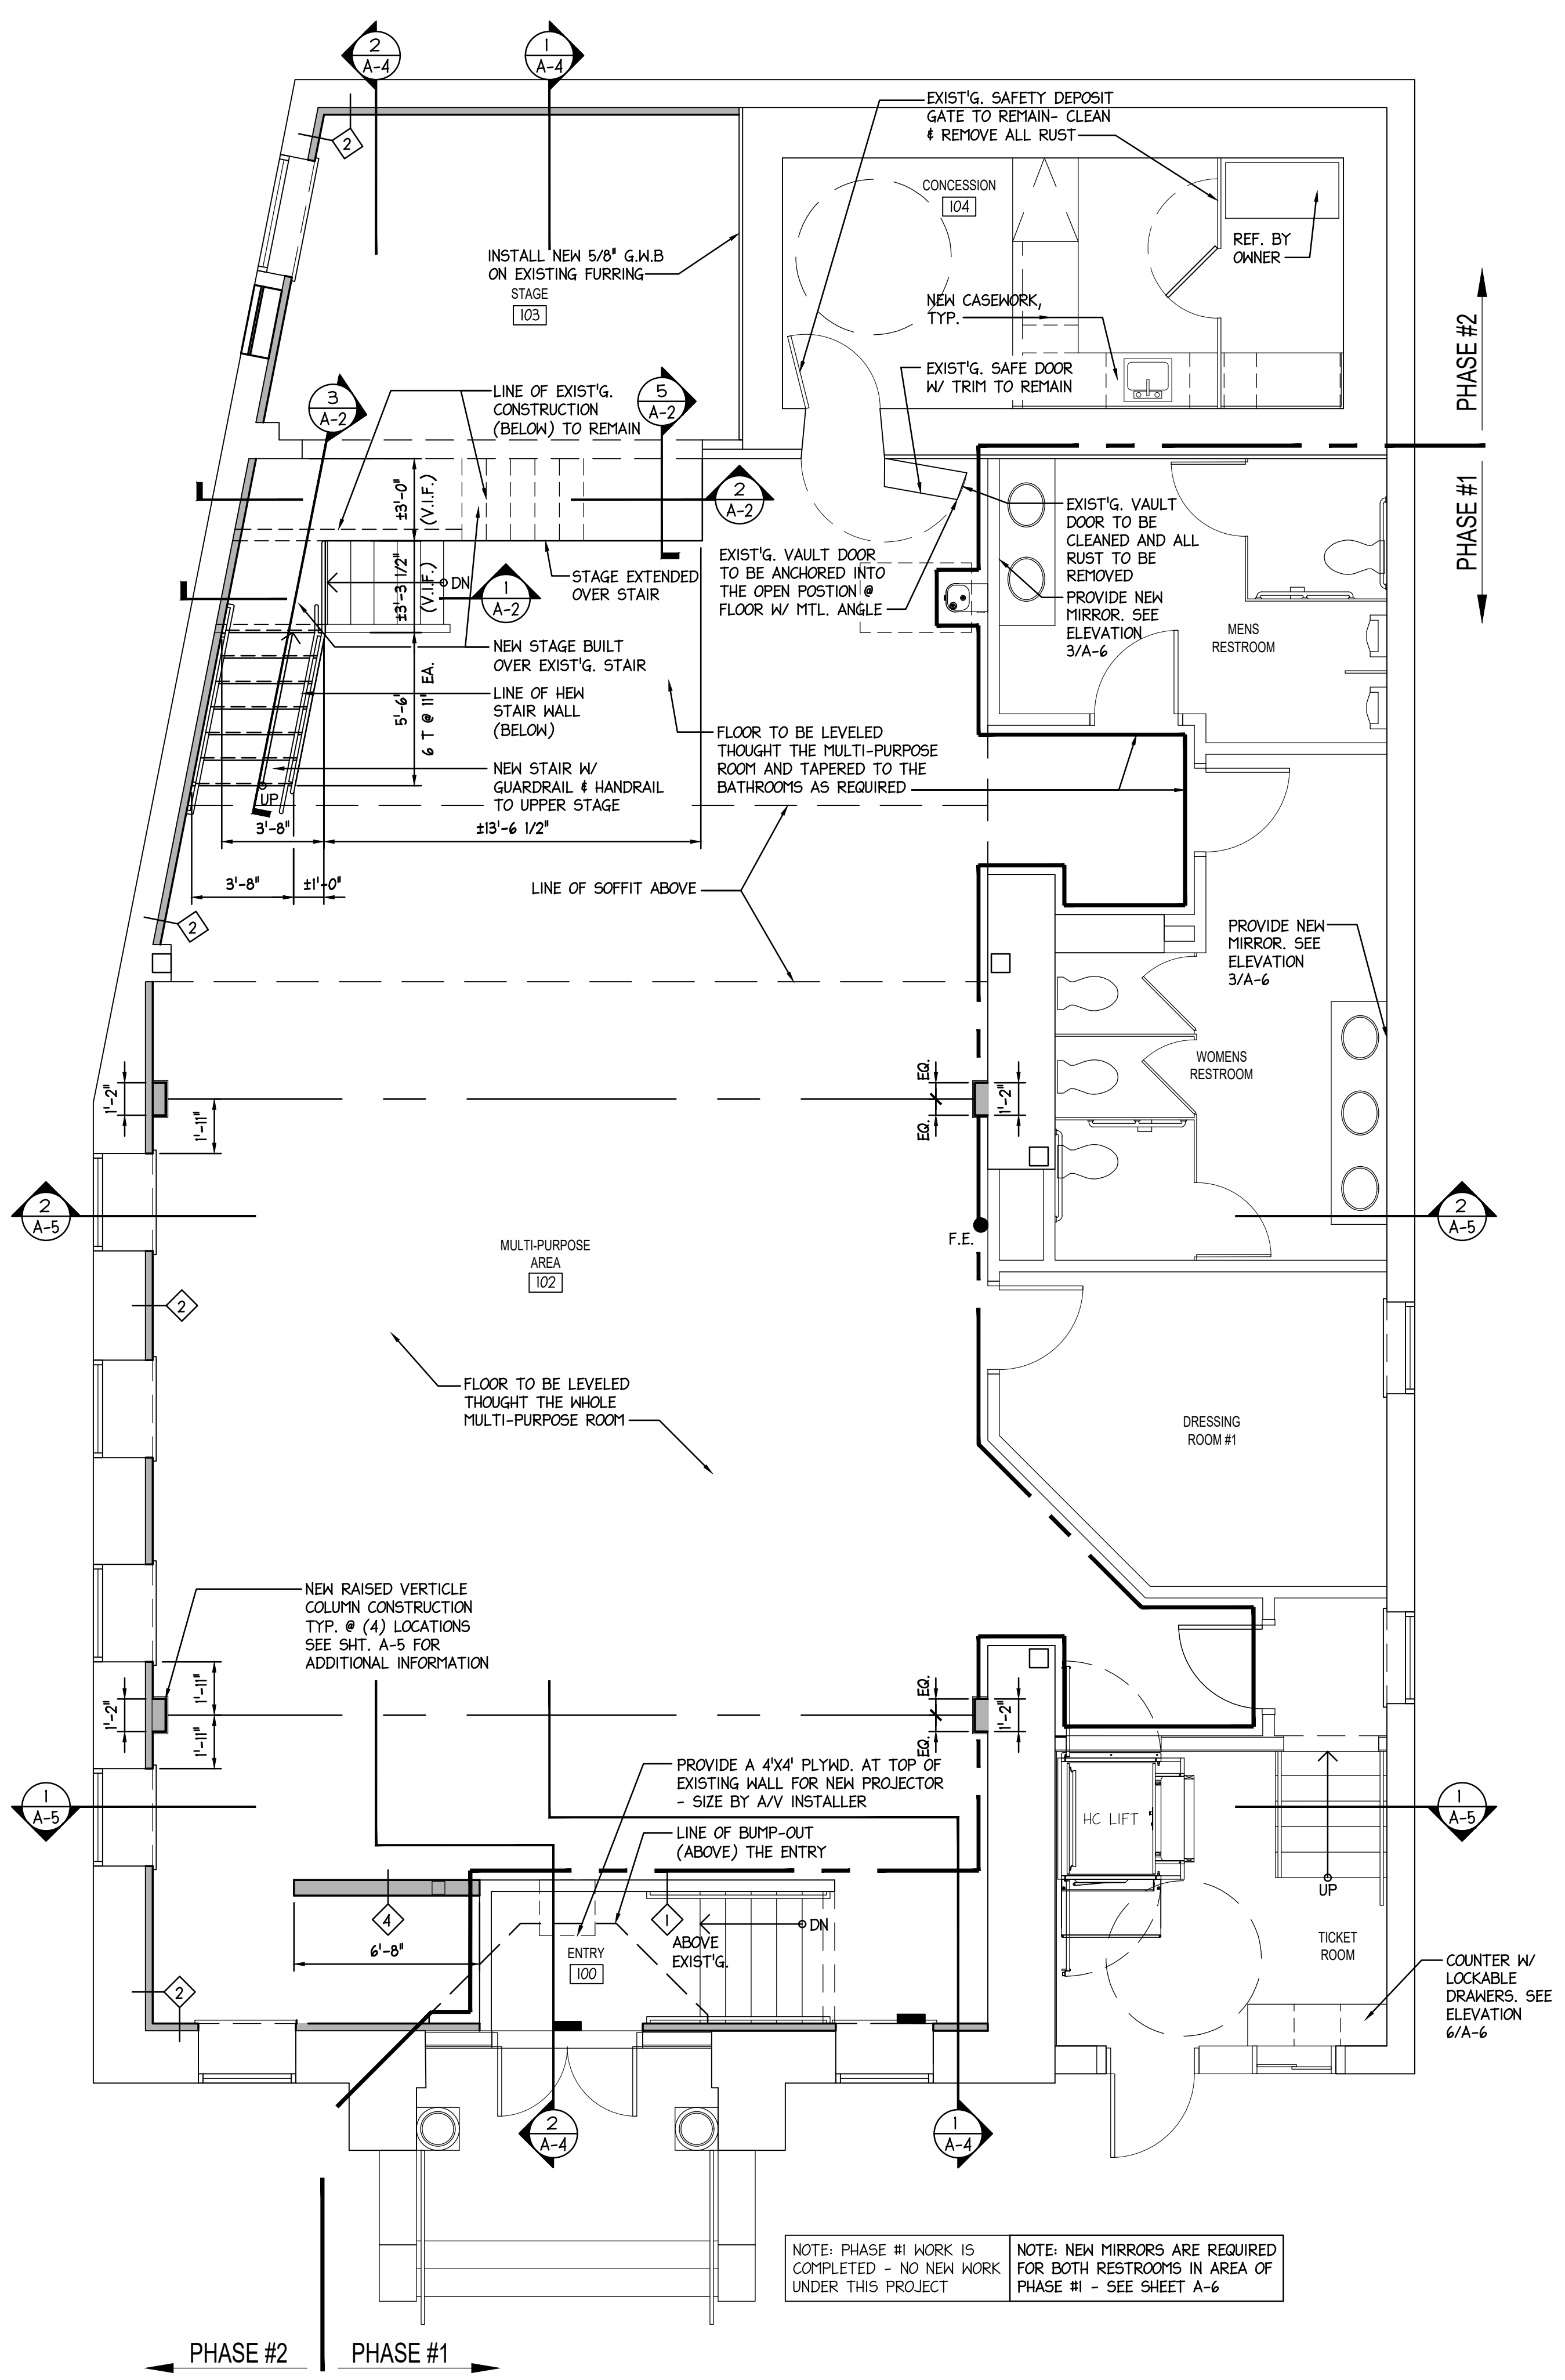 2
A-4
1
A-4
EXIST'G. SAFETY DEPOSIT
GATE TO REMAIN- CLEAN
& REMOVE ALL RUST
2
CONCESSION
104
REF. BY
OWNER
INSTALL NEW 5/8" G.W.B
ON EXISTING FURRING
STAGE
103
NEW CASEWORK,
TYP.
EXIST'G. SAFE DOOR
W/ TRIM TO REMAIN
PHASE #2
PHASE #1
3
A-2
LINE OF EXIST'G.
CONSTRUCTION
(BELOW) TO REMAIN
5
A-2
2
A-2
±3'-0"
(V.I.F.)
EXIST'G. VAULT
DOOR TO BE
CLEANED AND ALL
RUST TO BE
REMOVED
EXIST'G. VAULT DOOR
TO BE ANCHORED INTO
THE OPEN POSTION @
FLOOR W/ MTL. ANGLE
STAGE EXTENDED
OVER STAIR
DN
1
A-2
±3'-3 1/2"
(V.I.F.)
PROVIDE NEW
MIRROR. SEE
ELEVATION
3/A-6
MENS
RESTROOM
NEW STAGE BUILT
OVER EXIST'G. STAIR
LINE OF HEW
STAIR WALL
(BELOW)
5'-6"
6 T @ 11" EA.
FLOOR TO BE LEVELED
THOUGHT THE MULTI-PURPOSE
ROOM AND TAPERED TO THE
BATHROOMS AS REQUIRED
NEW STAIR W/
GUARDRAIL & HANDRAIL
TO UPPER STAGE
UP
3'-8"
±13'-6 1/2"
3'-8"
±1'-0"
LINE OF SOFFIT ABOVE
2
PROVIDE NEW
MIRROR. SEE
ELEVATION
3/A-6
WOMENS
RESTROOM
1'-2"
1'-11"
EQ.
EQ.
1'-2"
2
A-5
2
A-5
F.E.
MULTI-PURPOSE
AREA
102
2
FLOOR TO BE LEVELED
THOUGHT THE WHOLE
MULTI-PURPOSE ROOM
DRESSING
ROOM #1
NEW RAISED VERTICLE
COLUMN CONSTRUCTION
TYP. @ (4) LOCATIONS
SEE SHT. A-5 FOR
ADDITIONAL INFORMATION
1'-2"
1'-11"
1'-11"
EQ.
EQ.
1'-2"
PROVIDE A 4'X4' PLYWD. AT TOP OF
EXISTING WALL FOR NEW PROJECTOR
- SIZE BY A/V INSTALLER
LINE OF BUMP-OUT
(ABOVE) THE ENTRY
1
A-5
HC LIFT
1
A-5
UP
4
6'-8"
1
DN
ABOVE
EXIST'G.
ENTRY
100
TICKET
ROOM
2
COUNTER W/
LOCKABLE
DRAWERS. SEE
ELEVATION
6/A-6
2
A-4
1
A-4
NOTE: PHASE #1 WORK IS
COMPLETED - NO NEW WORK
UNDER THIS PROJECT
NOTE: NEW MIRRORS ARE REQUIRED
FOR BOTH RESTROOMS IN AREA OF
PHASE #1 - SEE SHEET A-6
PHASE #2
PHASE #1